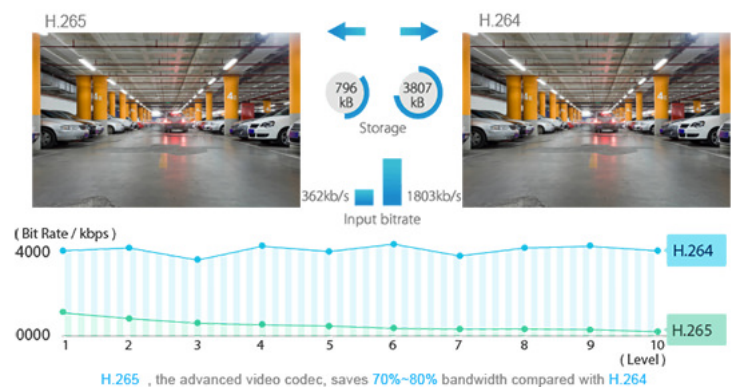 H.265
H.264
796
kB
3807
kB
Storage
362kb/s
1803kb/s
Input bitrate
( Bit Rate / kbps )
4000
H.264
0000
H.265
1 2 3 4 5 6 7 8 9 10
( Level )
H.265 , the advanced video codec, saves 70%~80% bandwidth compared with H.264